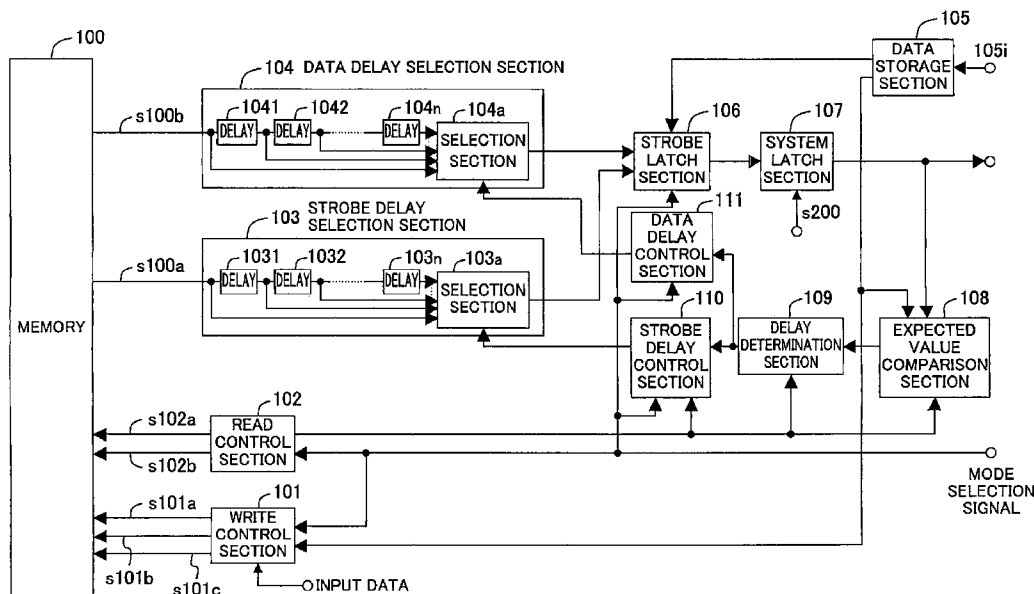 100
MEMORY
s100b
104 DATA DELAY SELECTION SECTION
1041
1042
104n
104a
DELAY
DELAY
DELAY
SELECTION
SECTION
s100a
103
STROBE DELAY
SELECTION SECTION
1031
1032
103n
103a
DELAY
DELAY
DELAY
SELECTION
SECTION
105
DATA
STORAGE
SECTION
105i
106
STROBE
LATCH
SECTION
107
SYSTEM
LATCH
SECTION
s200
111
DATA
DELAY
CONTROL
SECTION
110
STROBE
DELAY
CONTROL
SECTION
109
DELAY
DETERMINATION
SECTION
108
EXPECTED
VALUE
COMPARISON
SECTION
s102a
s102b
102
READ
CONTROL
SECTION
MODE
SELECTION
SIGNAL
s101a
s101b
s101c
101
WRITE
CONTROL
SECTION
INPUT DATA